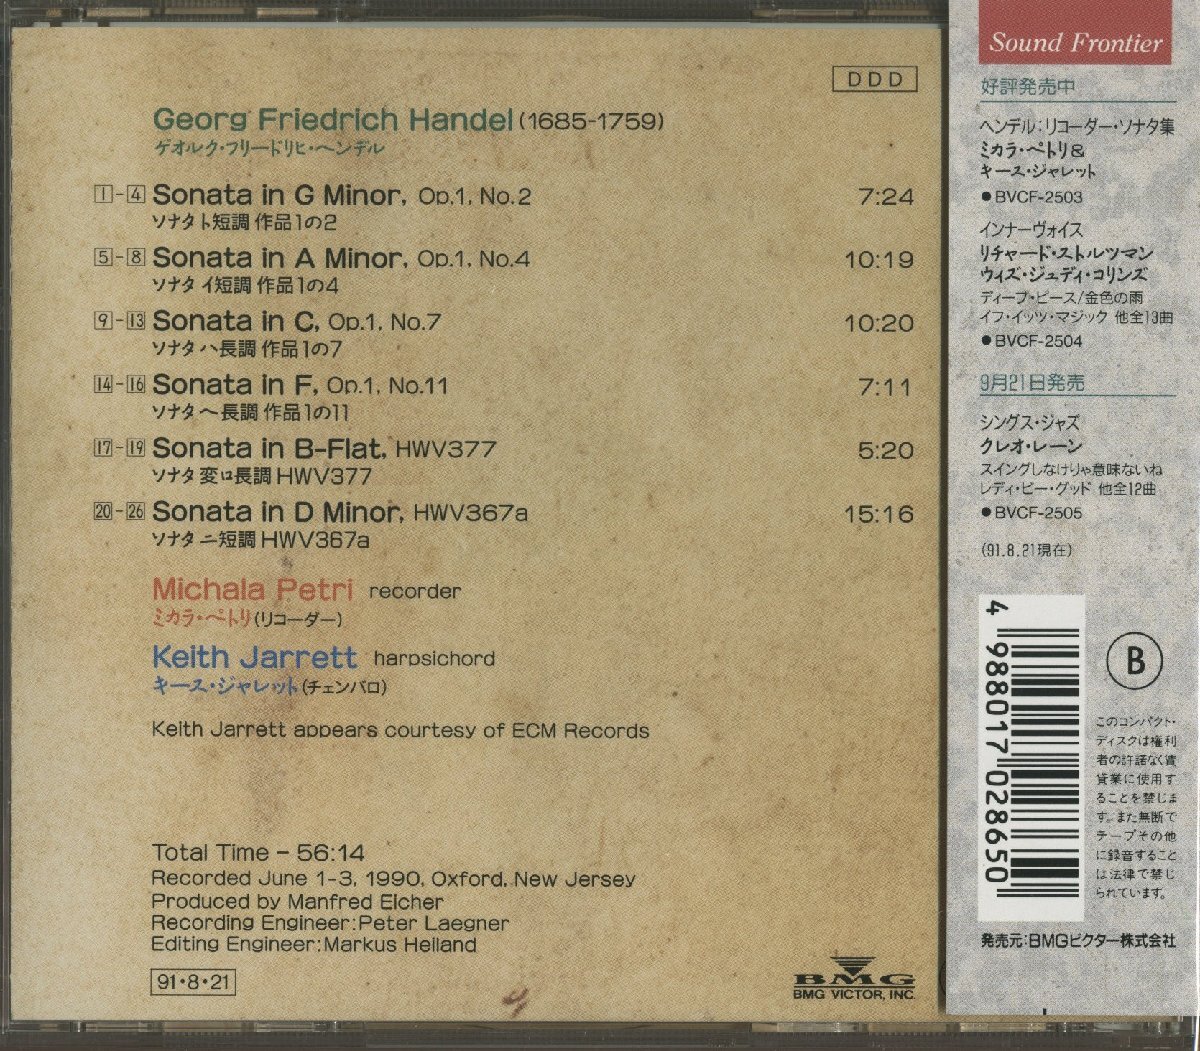 DDD
Georg Friedrich Handel (1685-1759)
ゲオルク・フリードリヒ・ヘンデル
1-4 Sonata in G Minor, Op.1, No.2 7:24
ソナタト短調 作品1の2
5-8 Sonata in A Minor, Op.1, No.4 10:19
ソナタイ短調 作品1の4
9-13 Sonata in C, Op.1, No.7 10:20
ソナタハ長調 作品1の7
14-16 Sonata in F, Op.1, No.11 7:11
ソナタヘ長調 作品1の11
17-19 Sonata in B-Flat, HWV377 5:20
ソナタ変ロ長調 HWV377
20-26 Sonata in D Minor, HWV367a 15:16
ソナタニ短調 HWV367a
Michala Petri recorder
ミカラ・ペトリ(リコーダー)
Keith Jarrett harpsichord
キース・ジャレット(チェンバロ)
Keith Jarrett appears courtesy of ECM Records
Total Time - 56:14
Recorded June 1-3, 1990, Oxford, New Jersey
Produced by Manfred Eicher
Recording Engineer:Peter Laegner
Editing Engineer:Markus Heiland
91・8・21
BMG
BMG VICTOR, INC.
Sound Frontier
好評発売中
ヘンデル:リコーダー・ソナタ集
ミカラ・ペトリ&
キース・ジャレット
●BVCF-2503
インナーヴォイス
リチャード・ストルツマン
ウィズ・ジュディ・コリンズ
ディープ・ピース/金色の雨
イフ・イッツ・マジック 他全13曲
●BVCF-2504
9月21日発売
シングス・ジャズ
クレオ・レーン
スイングしなけりゃ意味ないね
レディ・ビー・グッド 他全12曲
●BVCF-2505
(91.8.21現在)
4 988017 028650
B
このコンパクト・
ディスクは権利
者の許諾なく賃
貸業に使用す
ることを禁じま
す。また無断で
テープその他
に録音すること
は法律で禁じ
られています。
発売元:BMGビクター株式会社